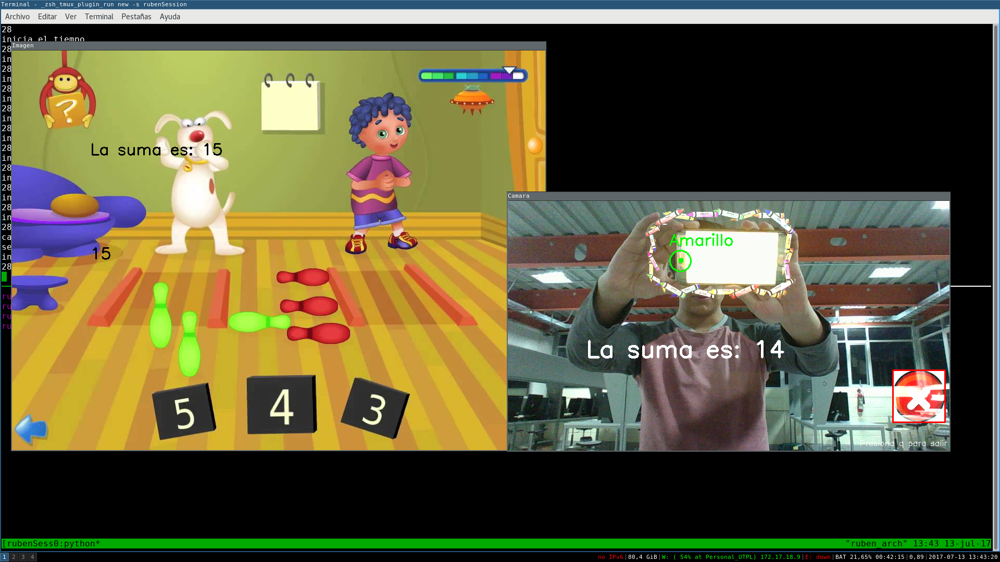 Terminal - _zsh_tmux_plugin_run new -s rubenSession
Archivo Editar Ver Terminal Pestañas Ayuda
28
inicia el tiempo
28
in
28
in
28
in
28
in
28
in
28
in
28
in
28
in
28
in
28
ca
se
in
28
ru
ru
ru
ru
Imagen
?
La suma es: 15
15
5
4
3
Camara
Amarillo
La suma es: 14
Presiona q para salir
[rubenSess0:python*
"ruben_arch" 13:43 13-jul-17
1 2 3 4
no IPv6|80,4 GiB|W: ( 54% at Personal_UTPL) 172.17.18.9|E: down|BAT 21,65% 00:42:15|0,89|2017-07-13 13:43:20